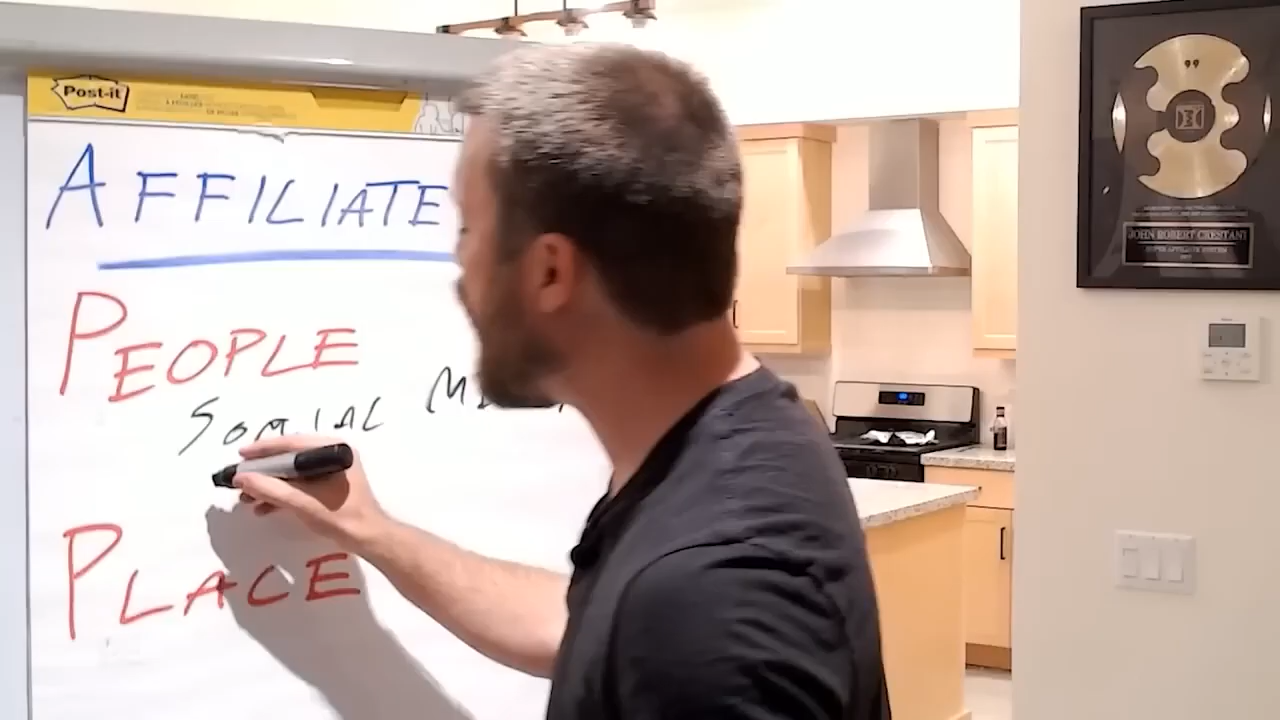 Post-it
AFFILIATE
PEOPLE
SOCIAL
PLACE
JOHN ROBERT CRESTANI